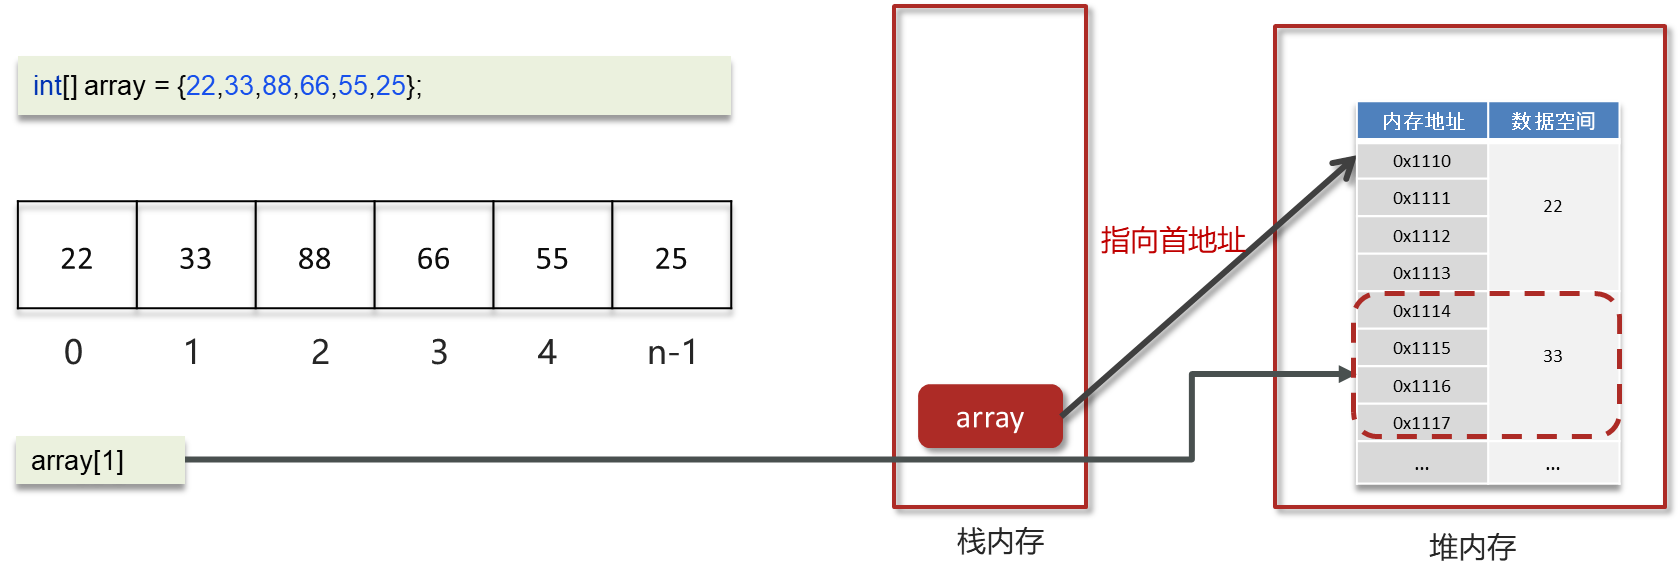 int[] array = {22,33,88,66,55,25};
22 33 88 66 55 25
0 1 2 3 4 n-1
array[1]
array
栈内存
指向首地址
内存地址 数据空间
0x1110
0x1111
0x1112
0x1113
22
0x1114
0x1115
0x1116
0x1117
33
... ...
堆内存